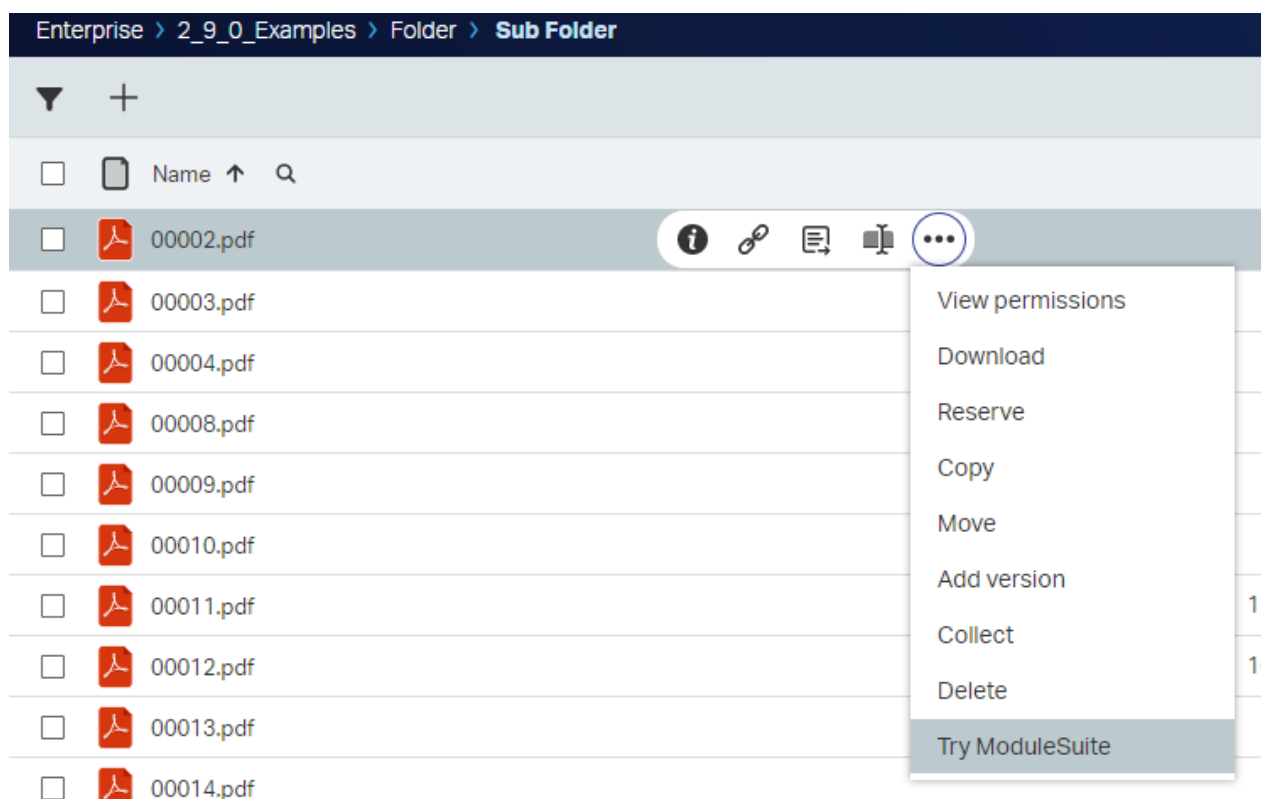 Enterprise > 2_9_0_Examples > Folder > Sub Folder
Name
00002.pdf
00003.pdf
View permissions
00004.pdf
Download
00008.pdf
Reserve
00009.pdf
Copy
00010.pdf
Move
00011.pdf
Add version
1
00012.pdf
Collect
Delete
00013.pdf
Try ModuleSuite
00014.pdf